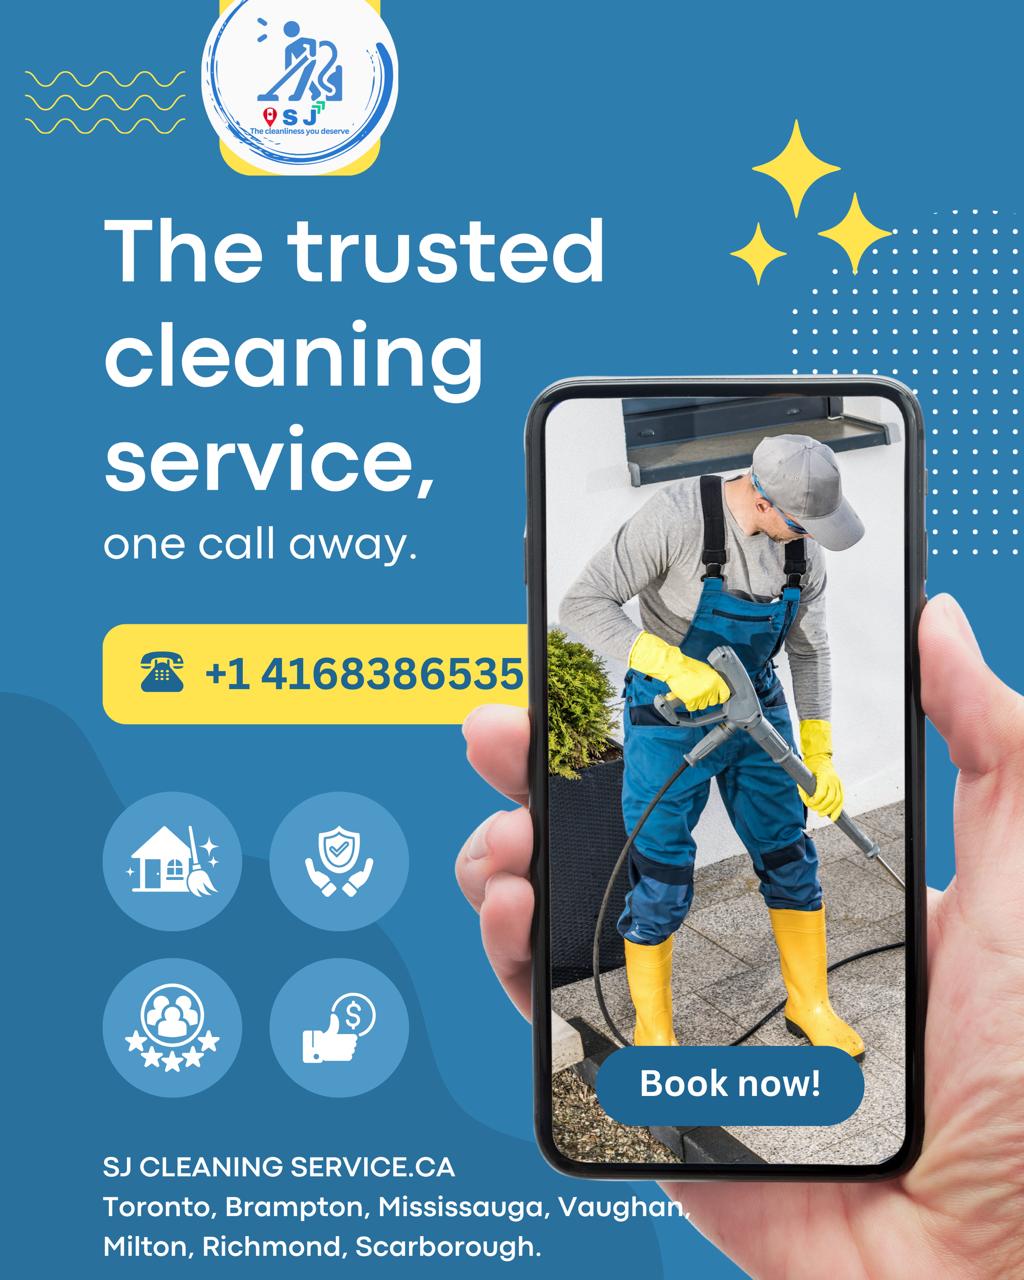 SJ
The cleanliness you deserve
The trusted
cleaning
service,
one call away.
+1 4168386535
$
Book now!
SJ CLEANING SERVICE.CA
Toronto, Brampton, Mississauga, Vaughan,
Milton, Richmond, Scarborough.